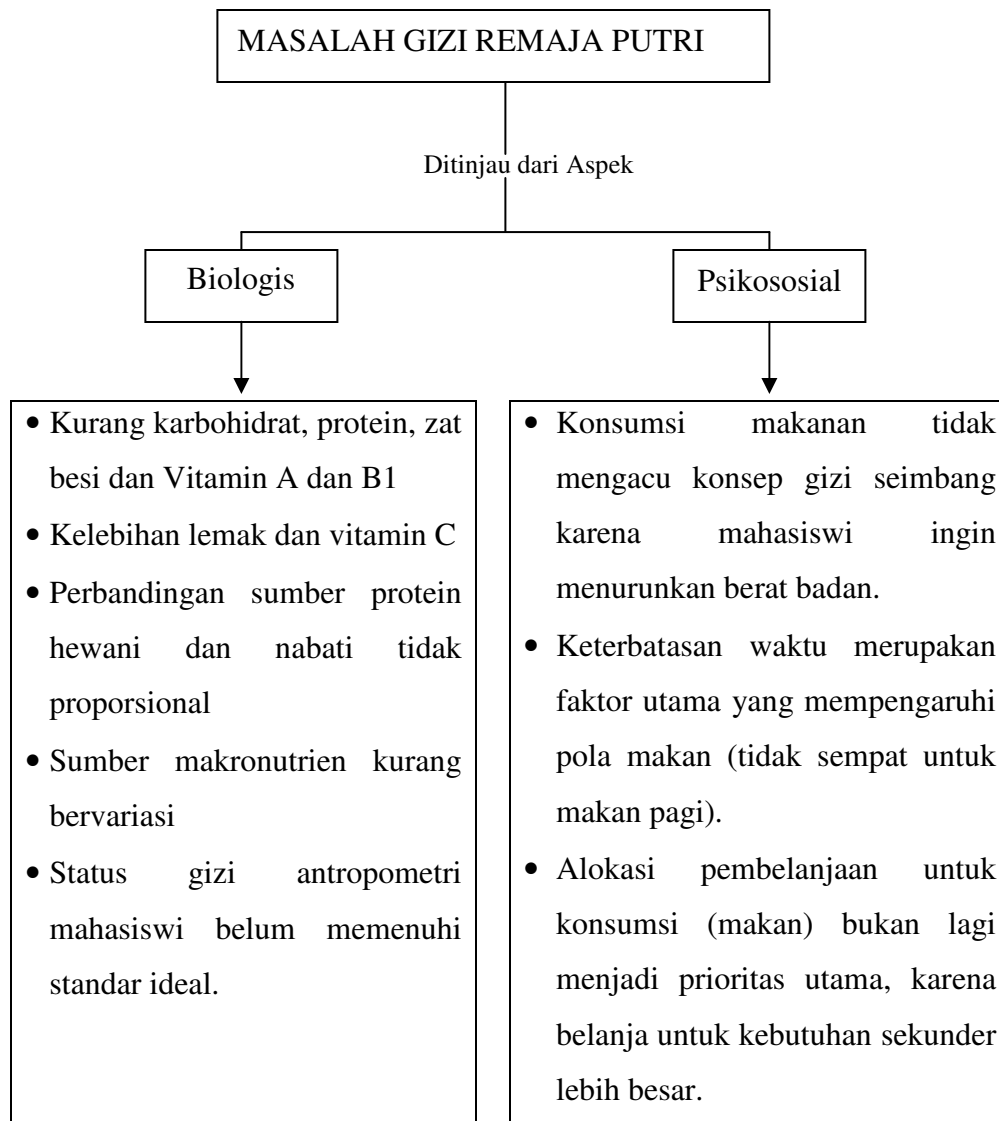 MASALAH GIZI REMAJA PUTRI
Ditinjau dari Aspek
Biologis
Psikososial
• Kurang karbohidrat, protein, zat
besi dan Vitamin A dan B1
• Kelebihan lemak dan vitamin C
• Perbandingan sumber protein
hewani dan nabati tidak
proporsional
• Sumber makronutrien kurang
bervariasi
• Status gizi antropometri
mahasiswi belum memenuhi
standar ideal.
• Konsumsi makanan tidak
mengacu konsep gizi seimbang
karena mahasiswi ingin
menurunkan berat badan.
• Keterbatasan waktu merupakan
faktor utama yang mempengaruhi
pola makan (tidak sempat untuk
makan pagi).
• Alokasi pembelanjaan untuk
konsumsi (makan) bukan lagi
menjadi prioritas utama, karena
belanja untuk kebutuhan sekunder
lebih besar.